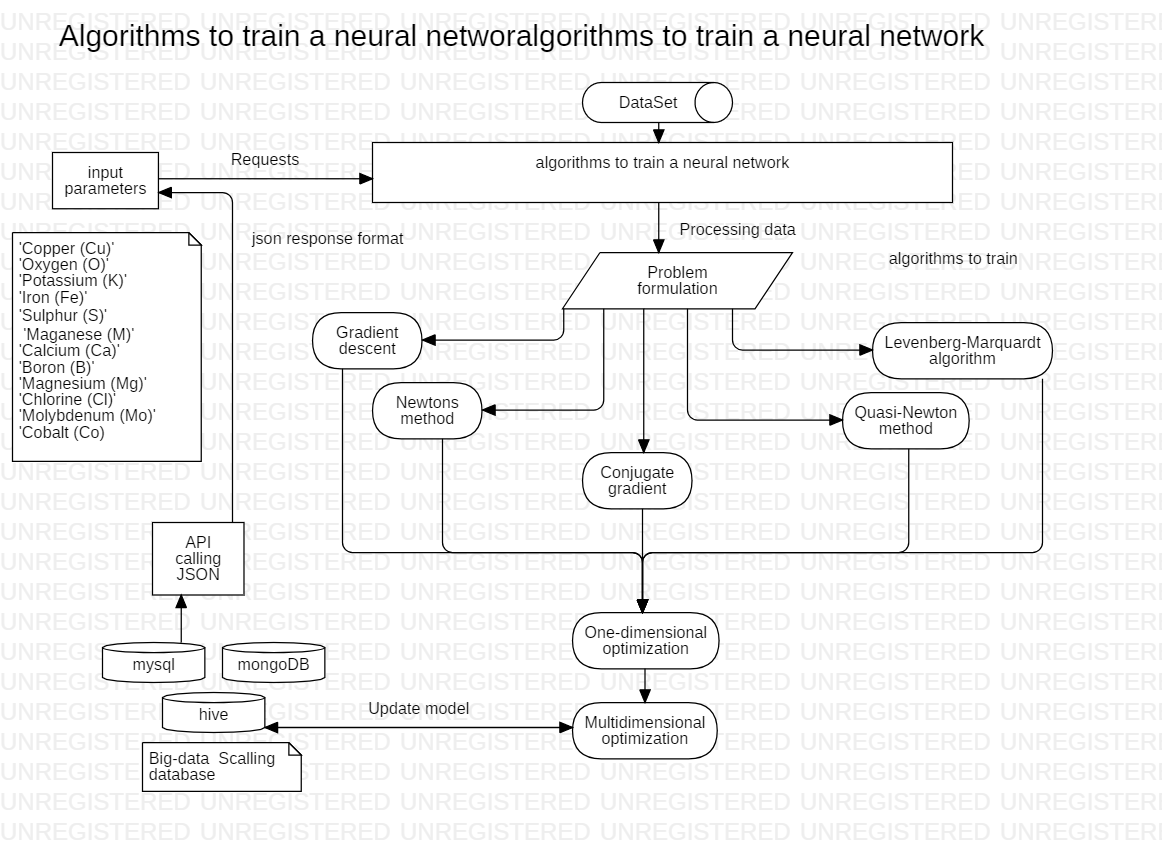 Algorithms to train a neural networalgorithms to train a neural network
DataSet
algorithms to train a neural network
Requests
input
parameters
json response format
Processing data
algorithms to train
Problem
formulation
'Copper (Cu)'
'Oxygen (O)'
'Potassium (K)'
'Iron (Fe)'
'Sulphur (S)'
'Maganese (M)'
'Calcium (Ca)'
'Boron (B)'
'Magnesium (Mg)'
'Chlorine (Cl)'
'Molybdenum (Mo)'
'Cobalt (Co)
Gradient
descent
Levenberg-Marquardt
algorithm
Newtons
method
Quasi-Newton
method
Conjugate
gradient
API
calling
JSON
One-dimensional
optimization
mysql
mongoDB
hive
Update model
Multidimensional
optimization
Big-data  Scalling
database
UNREGISTERED